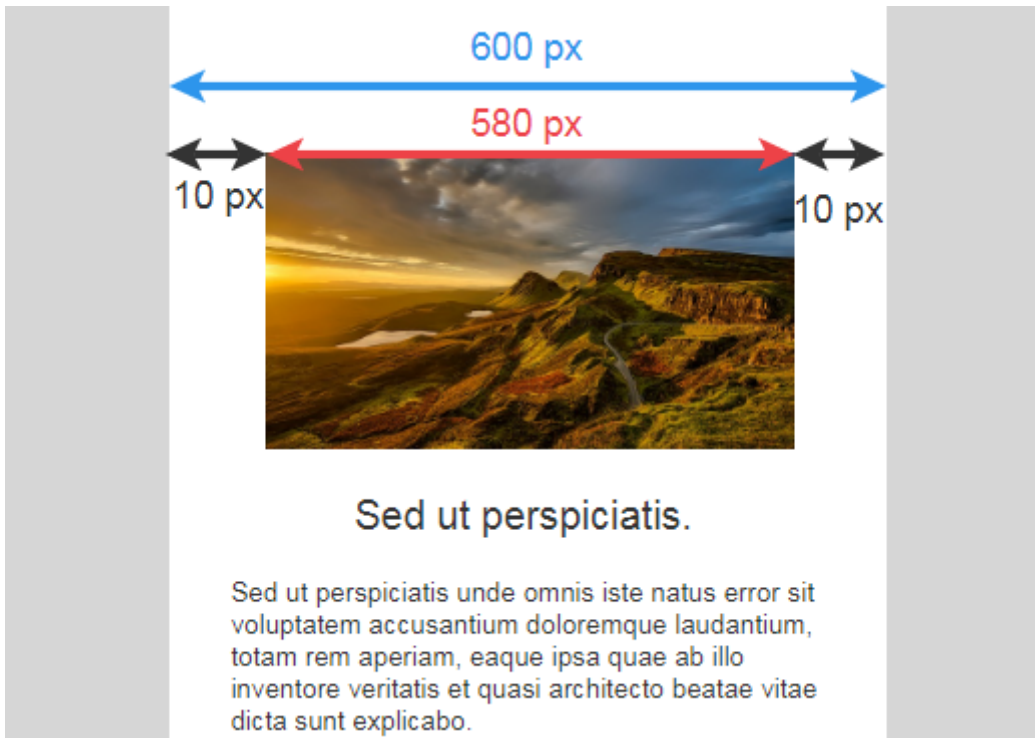 600 px
580 px
10 px
10 px
Sed ut perspiciatis.
Sed ut perspiciatis unde omnis iste natus error sit
voluptatem accusantium doloremque laudantium,
totam rem aperiam, eaque ipsa quae ab illo
inventore veritatis et quasi architecto beatae vitae
dicta sunt explicabo.